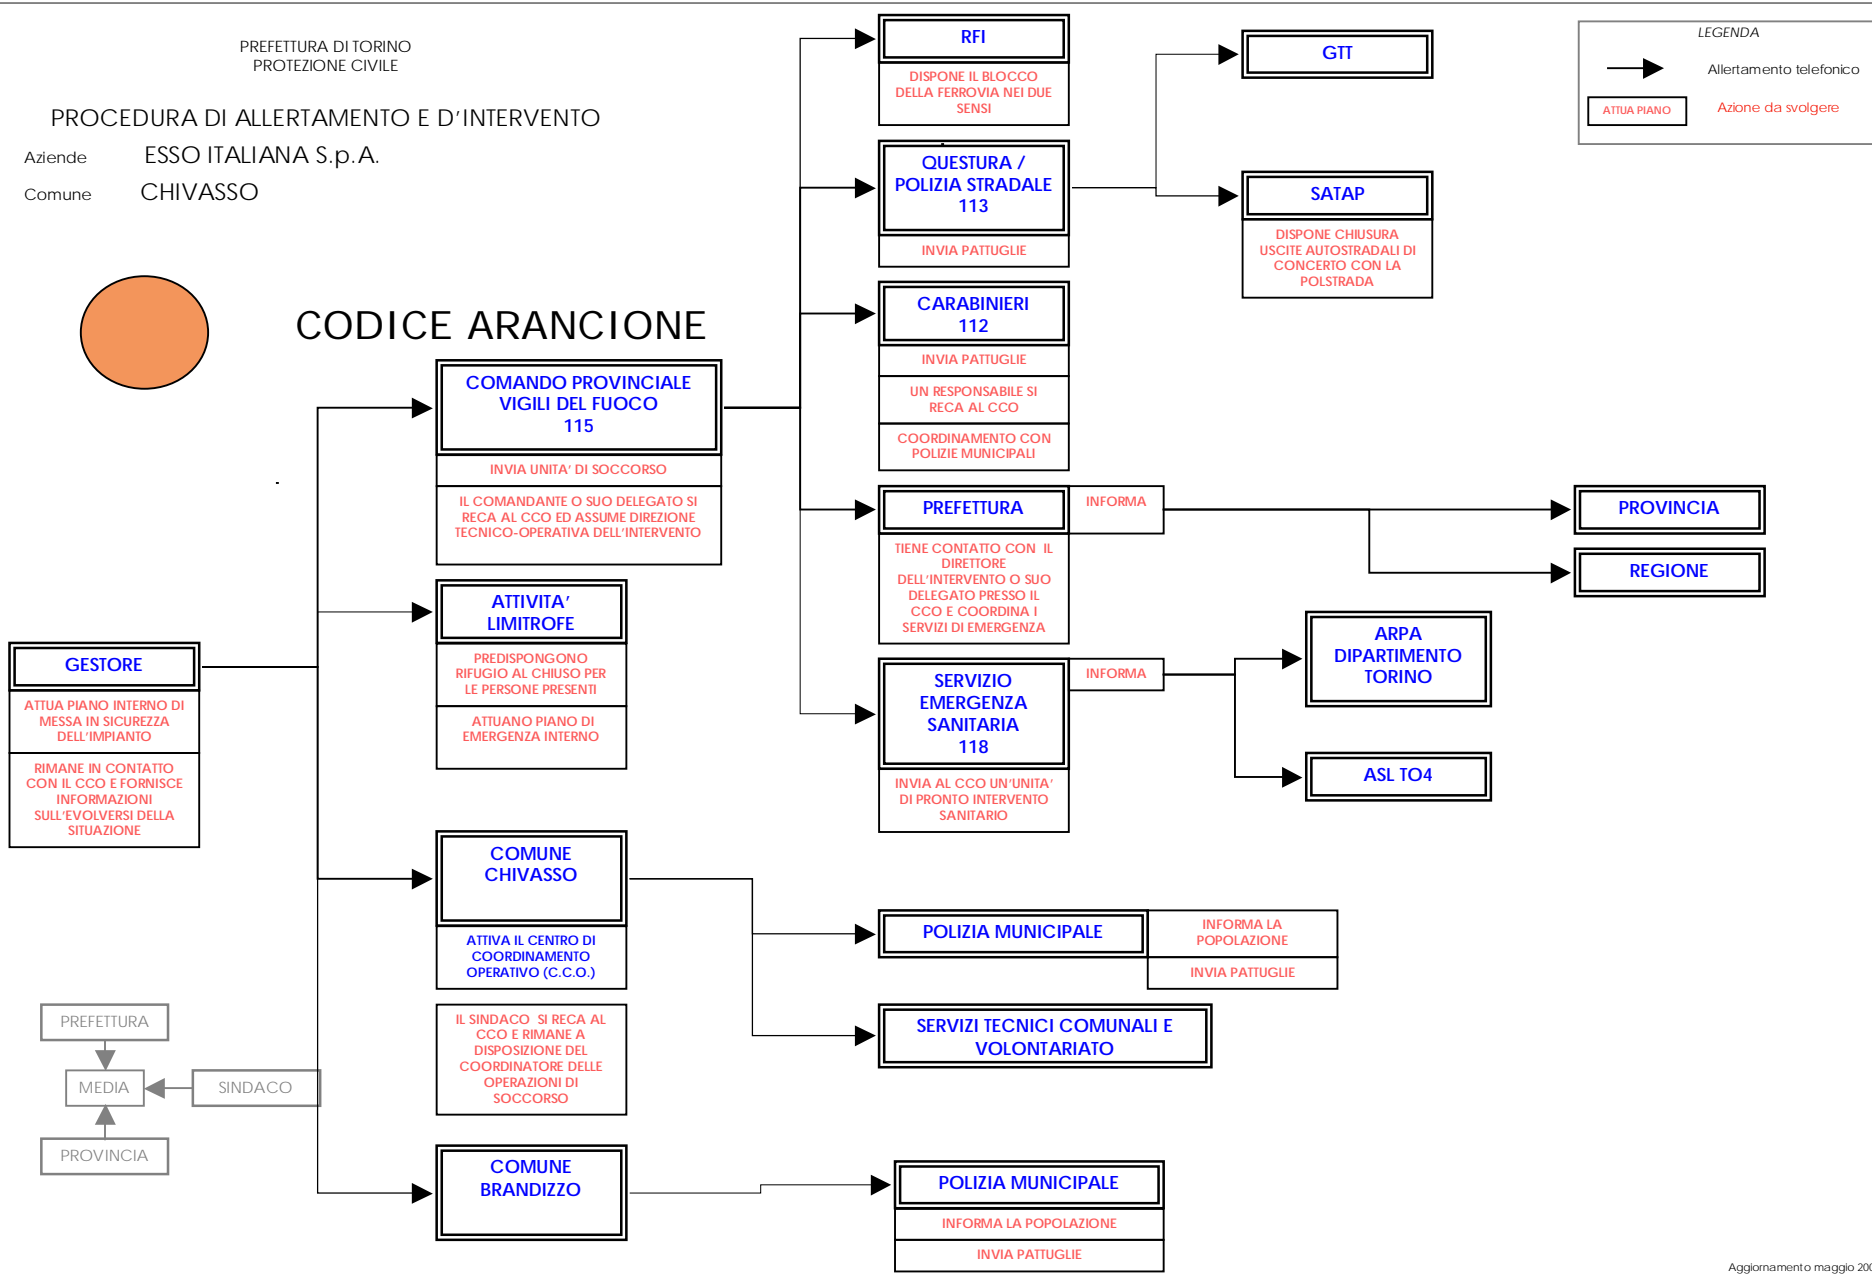 PREFETTURA DI TORINO
PROTEZIONE CIVILE
PROCEDURA DI ALLERTAMENTO E D'INTERVENTO
Aziende ESSO ITALIANA S.p.A.
Comune CHIVASSO
CODICE ARANCIONE
LEGENDA
Allertamento telefonico
ATTUA PIANO
Azione da svolgere
GESTORE
ATTUA PIANO INTERNO DI
MESSA IN SICUREZZA
DELL'IMPIANTO
RIMANE IN CONTATTO
CON IL CCO E FORNISCE
INFORMAZIONI
SULL'EVOLVERSI DELLA
SITUAZIONE
COMANDO PROVINCIALE
VIGILI DEL FUOCO
115
INVIA UNITA' DI SOCCORSO
IL COMANDANTE O SUO DELEGATO SI
RECA AL CCO ED ASSUME DIREZIONE
TECNICO-OPERATIVA DELL'INTERVENTO
ATTIVITA'
LIMITROFE
PREDISPONGONO
RIFUGIO AL CHIUSO PER
LE PERSONE PRESENTI
ATTUANO PIANO DI
EMERGENZA INTERNO
COMUNE
CHIVASSO
ATTIVA IL CENTRO DI
COORDINAMENTO
OPERATIVO (C.C.O.)
IL SINDACO SI RECA AL
CCO E RIMANE A
DISPOSIZIONE DEL
COORDINATORE DELLE
OPERAZIONI DI
SOCCORSO
COMUNE
BRANDIZZO
RFI
DISPONE IL BLOCCO
DELLA FERROVIA NEI DUE
SENSI
QUESTURA /
POLIZIA STRADALE
113
INVIA PATTUGLIE
CARABINIERI
112
INVIA PATTUGLIE
UN RESPONSABILE SI
RECA AL CCO
COORDINAMENTO CON
POLIZIE MUNICIPALI
PREFETTURA
INFORMA
TIENE CONTATTO CON IL
DIRETTORE
DELL'INTERVENTO O SUO
DELEGATO PRESSO IL
CCO E COORDINA I
SERVIZI DI EMERGENZA
SERVIZIO
EMERGENZA
SANITARIA
118
INFORMA
INVIA AL CCO UN'UNITA'
DI PRONTO INTERVENTO
SANITARIO
POLIZIA MUNICIPALE
INFORMA LA
POPOLAZIONE
INVIA PATTUGLIE
SERVIZI TECNICI COMUNALI E
VOLONTARIATO
POLIZIA MUNICIPALE
INFORMA LA POPOLAZIONE
INVIA PATTUGLIE
GTT
SATAP
DISPONE CHIUSURA
USCITE AUTOSTRADALI DI
CONCERTO CON LA
POLSTRADA
PROVINCIA
REGIONE
ARPA
DIPARTIMENTO
TORINO
ASL TO4
PREFETTURA
MEDIA
SINDACO
PROVINCIA
Aggiornamento maggio